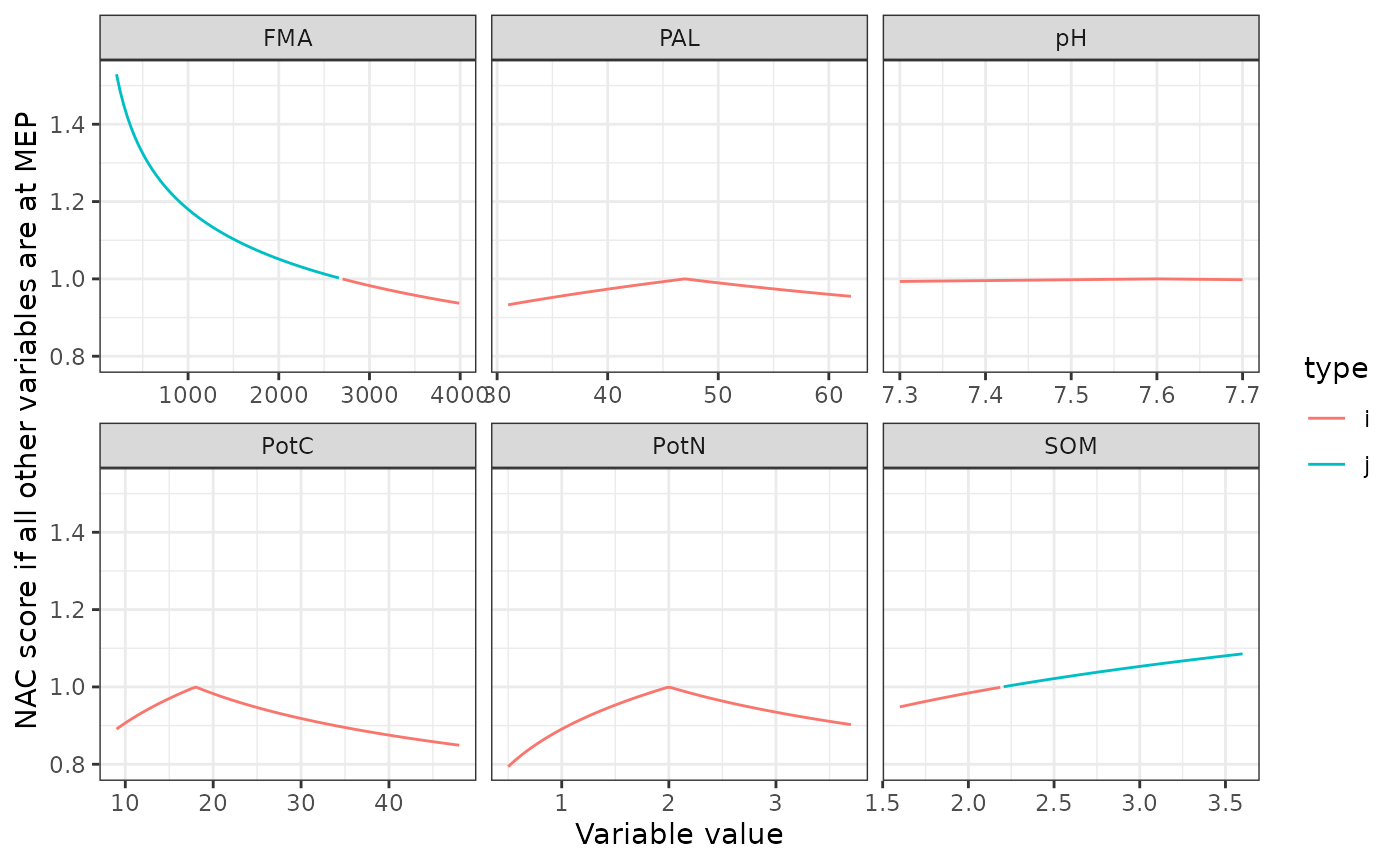 FMA PAL pH
NAC score if all other variables are at MEP
1.4
1.2
1.0
0.8
1000 2000 3000 4000 30 40 50 60 7.3 7.4 7.5 7.6 7.7
type
i
j
PotC PotN SOM
1.4
1.2
1.0
0.8
10 20 30 40 1 2 3 1.5 2.0 2.5 3.0 3.5
Variable value